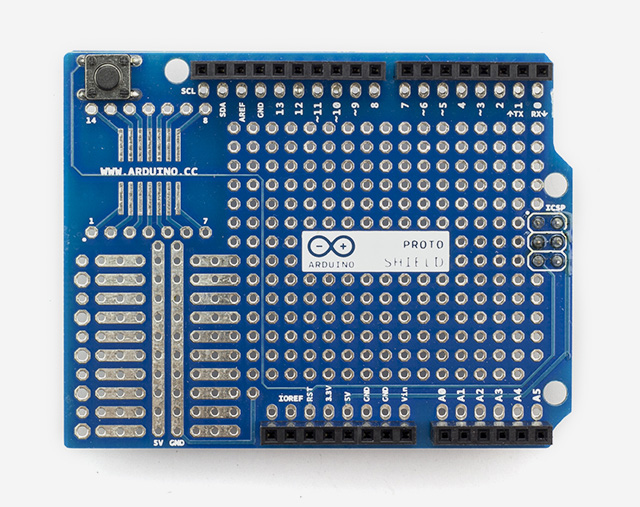 SCL
SDA
AREF
GND
13
12
~11
~10
~9
8
7
~6
~5
4
~3
2
↑TX 1
RX↓
14 8
WWW.ARDUINO.CC
1 7
ICSP
PROTO
ARDUINO SHIELD
IOREF
RST
3.3V
5V
GND
GND
Vin
A0
A1
A2
A3
A4
A5
5V GND